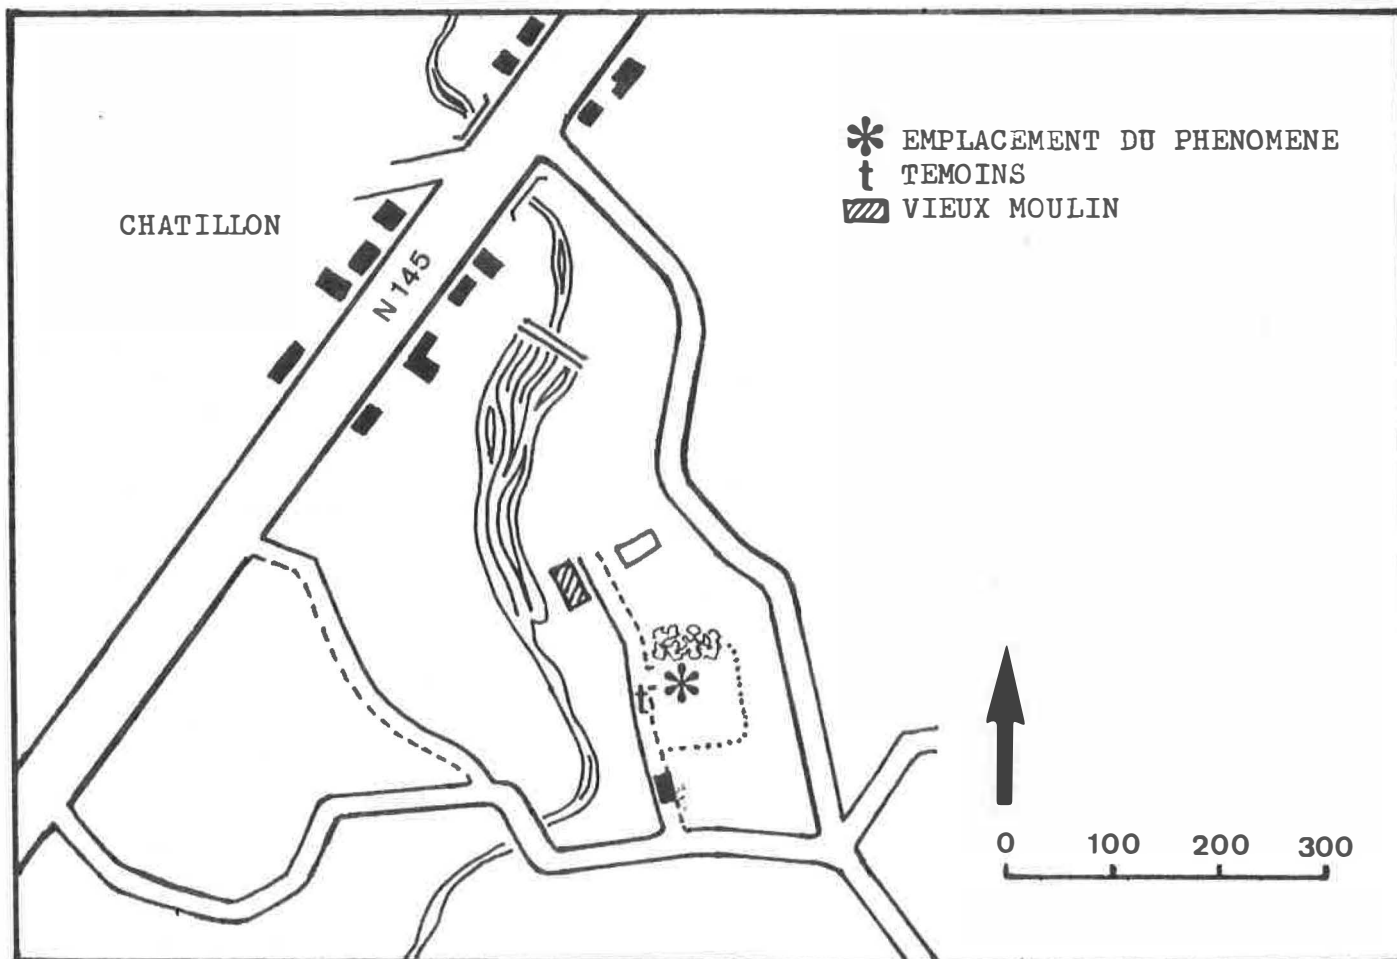 ✻ EMPLACEMENT DU PHENOMENE
t TEMOINS
VIEUX MOULIN
CHATILLON
N 145
t
0 100 200 300